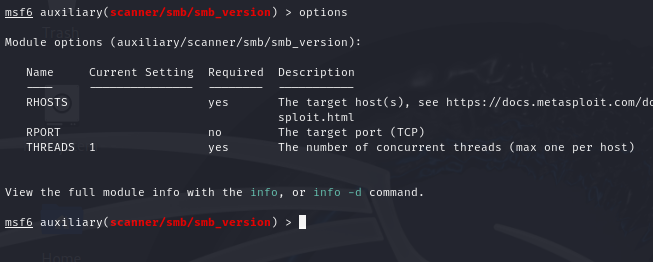 msf6 auxiliary(scanner/smb/smb_version) > options
Module options (auxiliary/scanner/smb/smb_version):
Name Current Setting Required Description
RHOSTS yes The target host(s), see https://docs.metasploit.com/do
sploit.html
RPORT no The target port (TCP)
THREADS 1 yes The number of concurrent threads (max one per host)
View the full module info with the info, or info -d command.
msf6 auxiliary(scanner/smb/smb_version) >
Trash
Home